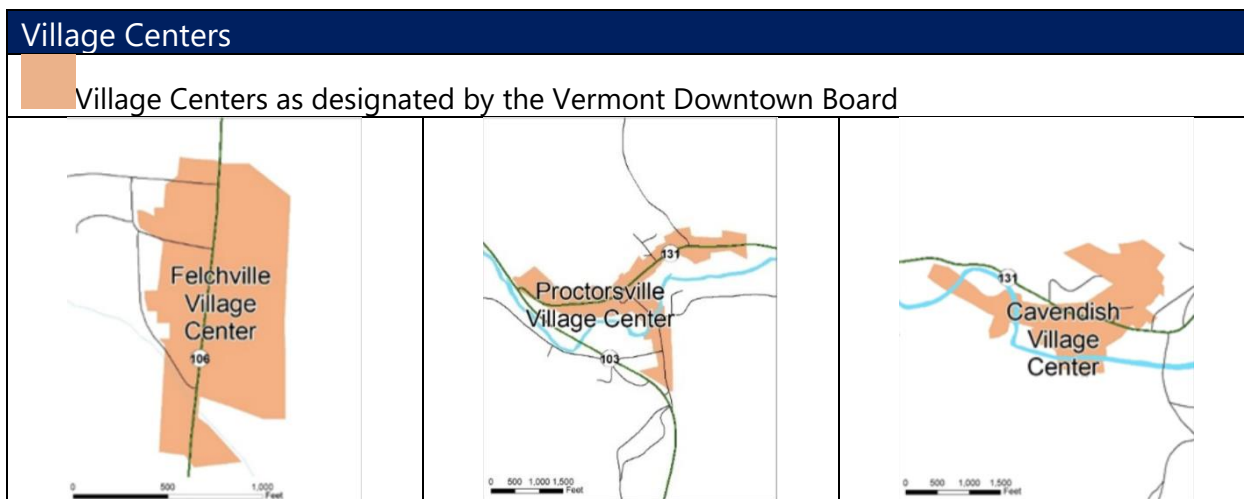 Village Centers
Village Centers as designated by the Vermont Downtown Board
Felchville
Village
Center
106
0 500 1,000
Feet
131
Proctorsville
Village Center
103
0 500 1,000 1,500
Feet
131
Cavendish
Village
Center
0 500 1,000 1,500
Feet